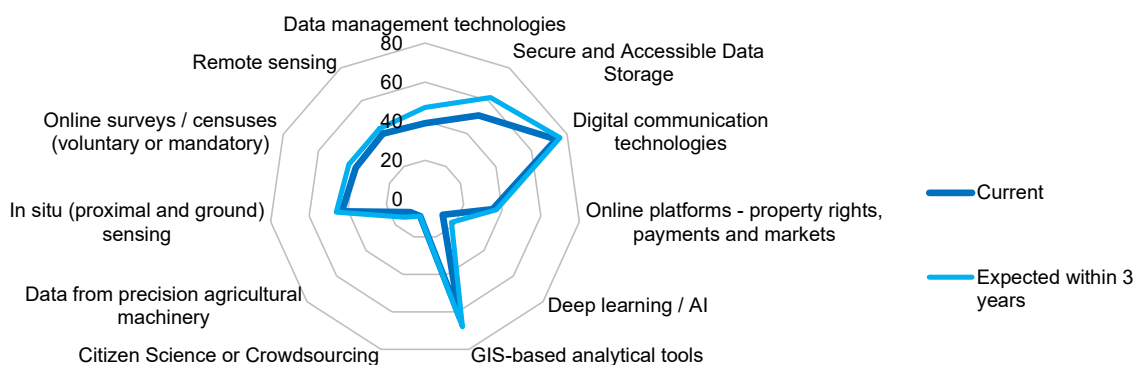 Data management technologies
80
Secure and Accessible Data
Storage
Remote sensing
60
Digital communication
technologies
Online surveys / censuses
(voluntary or mandatory)
40
20
Current
In situ (proximal and ground)
sensing
0
Online platforms - property rights,
payments and markets
Expected within 3
years
Data from precision agricultural
machinery
Deep learning / AI
Citizen Science or Crowdsourcing
GIS-based analytical tools